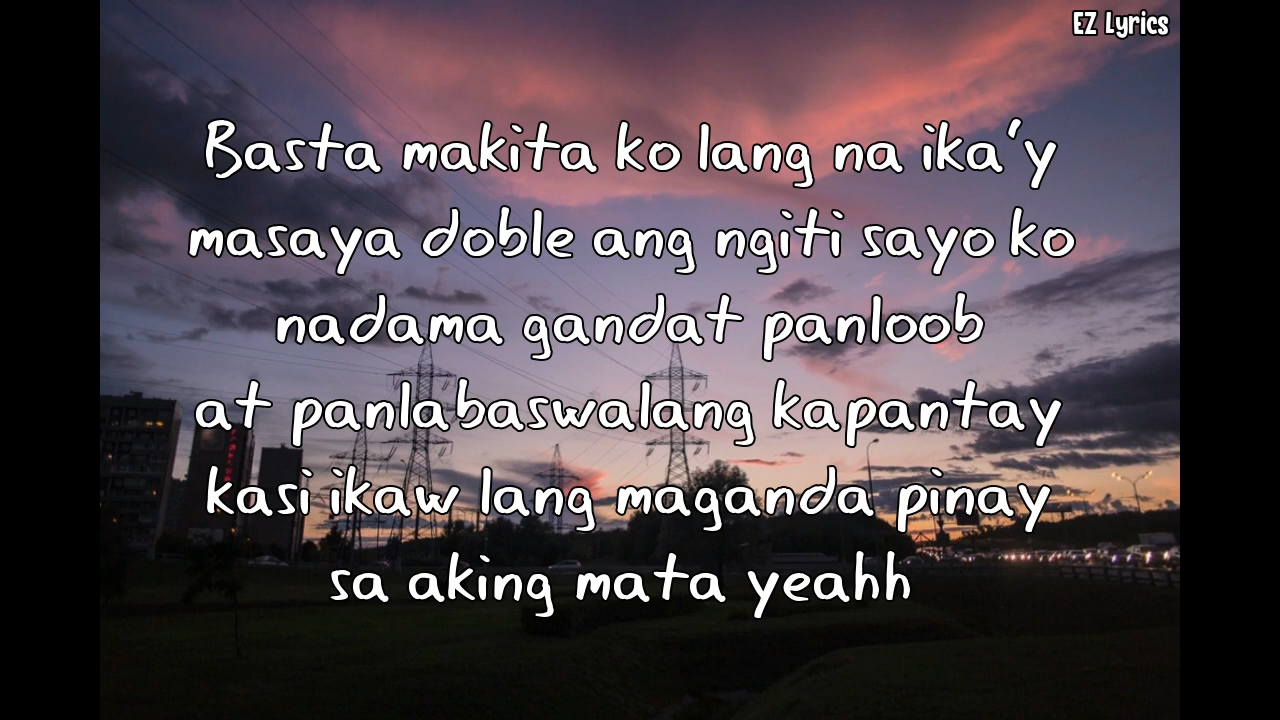 EZ Lyrics
Basta makita ko lang na ika'y
masaya doble ang ngiti sayo ko
nadama gandat panloob
at panlabaswalang kapantay
kasi ikaw lang maganda pinay
sa aking mata yeahh